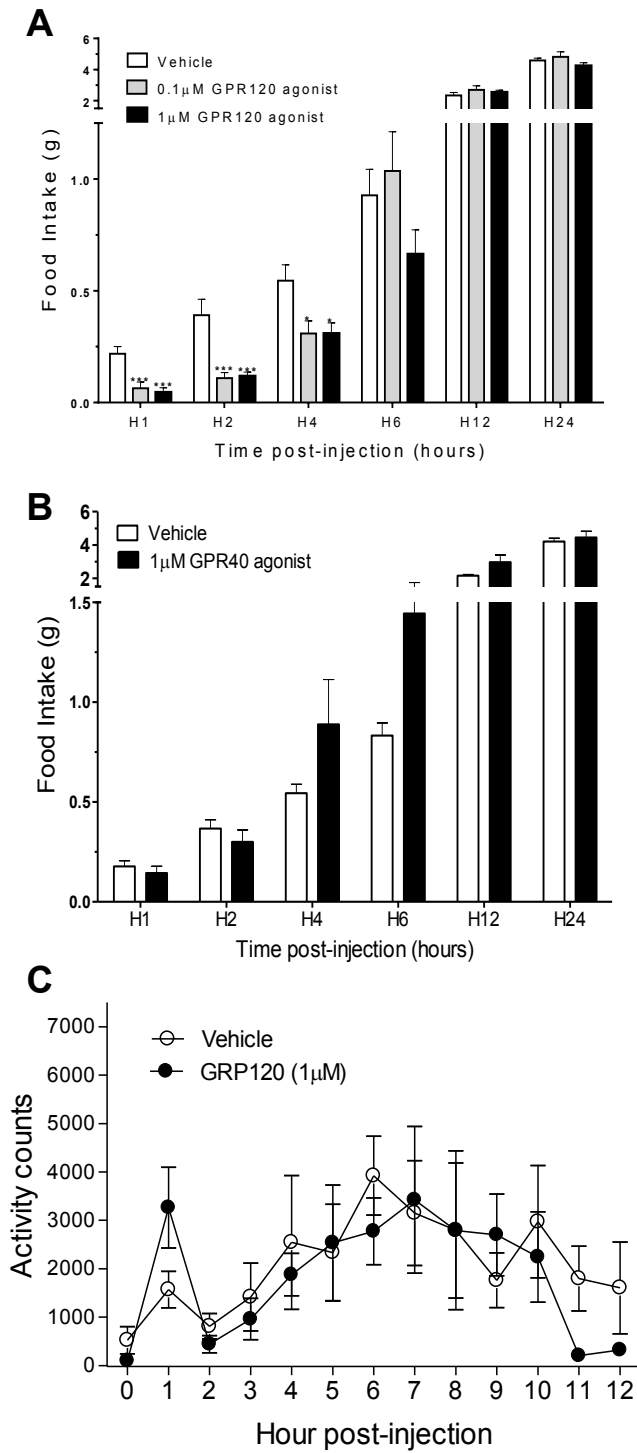 A
Vehicle
0.1µM GPR120 agonist
1µM GPR120 agonist
Food Intake (g)
6
4
2
1.0
0.5
0.0
*** ***
*** ***
* *
H1 H2 H4 H6 H12 H24
Time post-injection (hours)
B
Vehicle
1µM GPR40 agonist
Food Intake (g)
6
4
2
1.5
1.0
0.5
0.0
H1 H2 H4 H6 H12 H24
Time post-injection (hours)
C
Vehicle
GRP120 (1µM)
Activity counts
7000
6000
5000
4000
3000
2000
1000
0
0 1 2 3 4 5 6 7 8 9 10 11 12
Hour post-injection